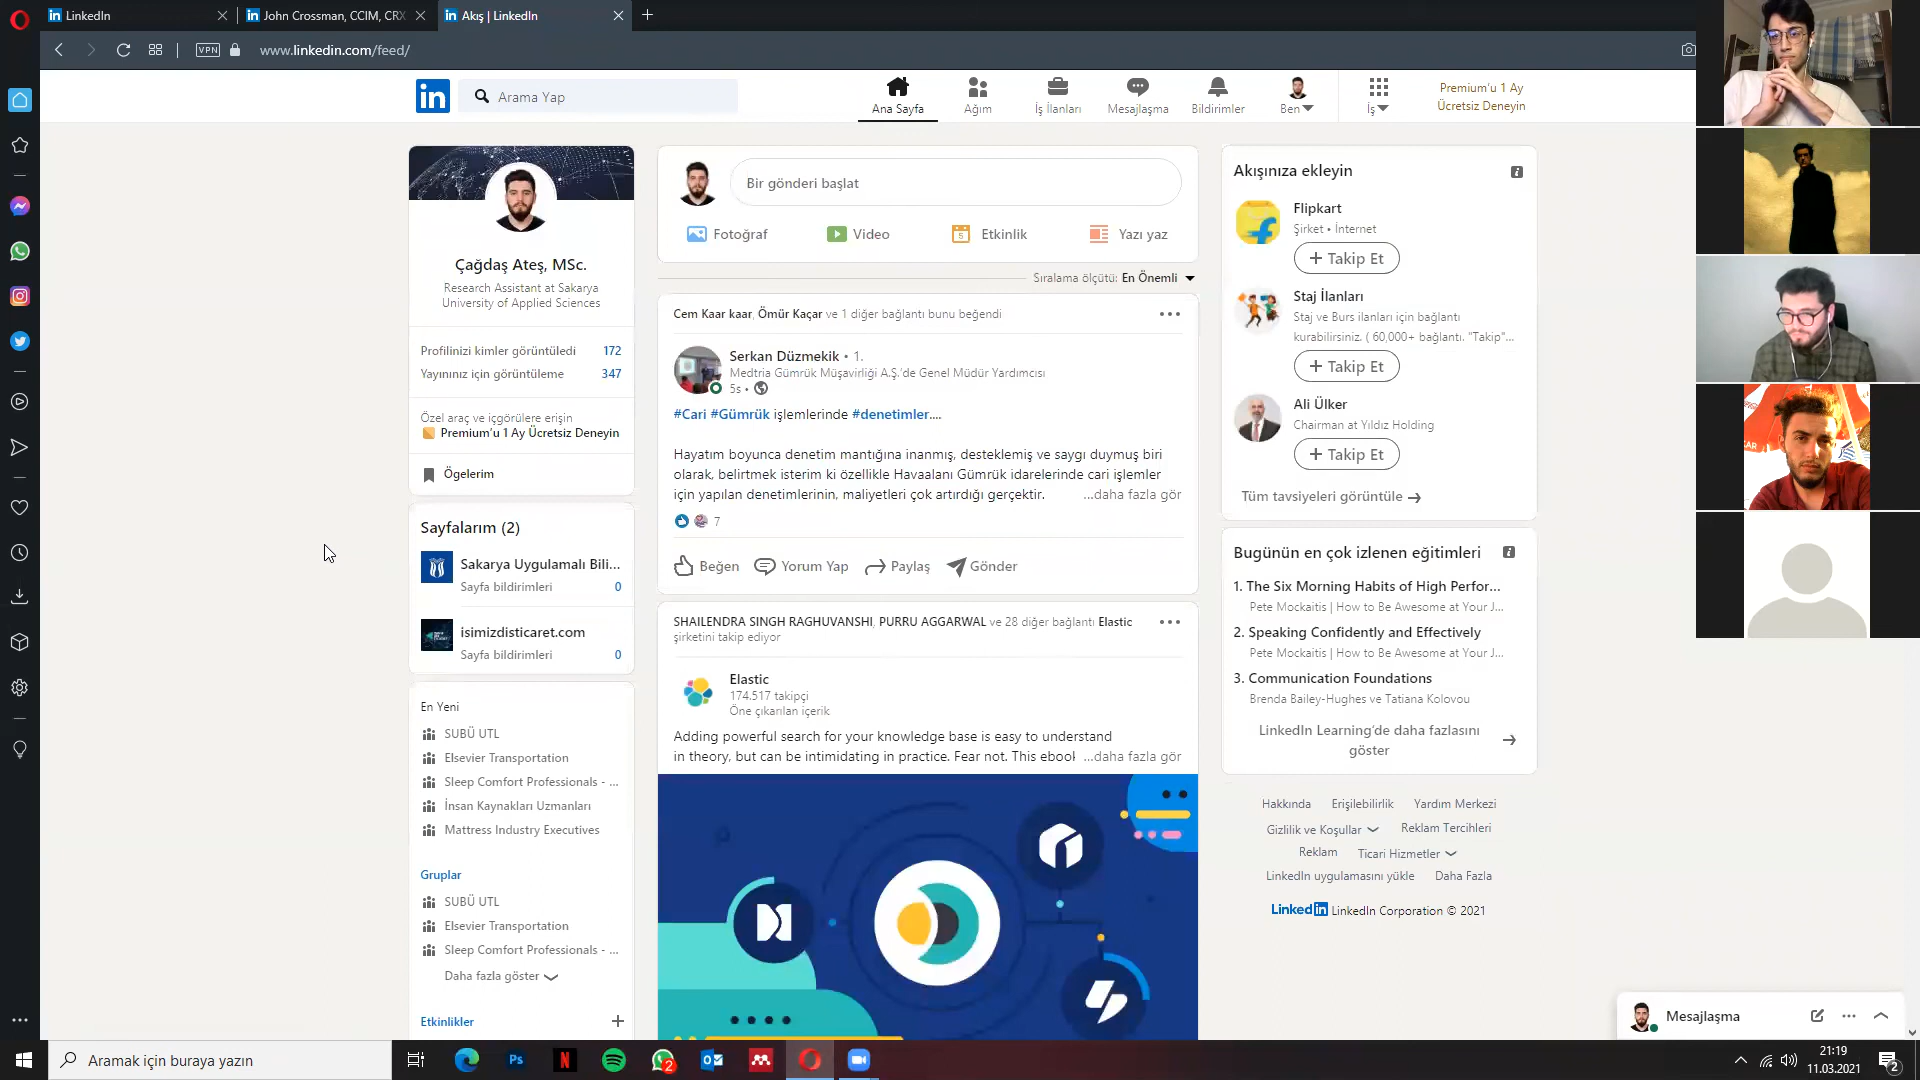 LinkedIn
John Crossman, CCIM, CRX
Akış | LinkedIn
VPN
www.linkedin.com/feed/
in
Arama Yap
Ana Sayfa
Ağım
İş İlanları
Mesajlaşma
Bildirimler
Ben
İş
Premium'u 1 Ay
Ücretsiz Deneyin
Çağdaş Ateş, MSc.
Research Assistant at Sakarya
University of Applied Sciences
Profilinizi kimler görüntüledi 172
Yayınınız için görüntüleme 347
Özel araç ve içgörülere erişin
Premium'u 1 Ay Ücretsiz Deneyin
Ögelerim
Sayfalarım (2)
Sakarya Uygulamalı Bili...
Sayfa bildirimleri 0
isimizdisticaret.com
Sayfa bildirimleri 0
En Yeni
SUBÜ UTL
Elsevier Transportation
Sleep Comfort Professionals - ...
İnsan Kaynakları Uzmanları
Mattress Industry Executives
Gruplar
SUBÜ UTL
Elsevier Transportation
Sleep Comfort Professionals - ...
Daha fazla göster
Etkinlikler
Bir gönderi başlat
Fotoğraf
Video
5
Etkinlik
Yazı yaz
Sıralama ölçütü: En Önemli
Cem Kaar kaar, Ömür Kaçar ve 1 diğer bağlantı bunu beğendi
Serkan Düzmekik • 1.
Medtria Gümrük Müşavirliği A.Ş.'de Genel Müdür Yardımcısı
5s •
#Cari #Gümrük işlemlerinde #denetimler....
Hayatım boyunca denetim mantığına inanmış, desteklemiş ve saygı duymuş biri
olarak, belirtmek isterim ki özellikle Havaalanı Gümrük idarelerinde cari işlemler
için yapılan denetimlerinin, maliyetleri çok artırdığı gerçektir. ...daha fazla gör
7
Beğen
Yorum Yap
Paylaş
Gönder
SHAILENDRA SINGH RAGHUVANSHI, PURRU AGGARWAL ve 28 diğer bağlantı Elastic
şirketini takip ediyor
Elastic
174.517 takipçi
Öne çıkarılan içerik
Adding powerful search for your knowledge base is easy to understand
in theory, but can be intimidating in practice. Fear not. This ebook ...daha fazla gör
Akışınıza ekleyin
Flipkart
Şirket • İnternet
+ Takip Et
Staj İlanları
Staj ve Burs ilanları için bağlantı
kurabilirsiniz. ( 60,000+ bağlantı. "Takip"...
+ Takip Et
Ali Ülker
Chairman at Yıldız Holding
+ Takip Et
Tüm tavsiyeleri görüntüle →
Bugünün en çok izlenen eğitimleri
1. The Six Morning Habits of High Perfor...
Pete Mockaitis | How to Be Awesome at Your J...
2. Speaking Confidently and Effectively
Pete Mockaitis | How to Be Awesome at Your J...
3. Communication Foundations
Brenda Bailey-Hughes ve Tatiana Kolovou
LinkedIn Learning'de daha fazlasını
göster
Hakkında
Erişilebilirlik
Yardım Merkezi
Gizlilik ve Koşullar
Reklam Tercihleri
Reklam
Ticari Hizmetler
LinkedIn uygulamasını yükle
Daha Fazla
LinkedIn LinkedIn Corporation © 2021
Mesajlaşma
Aramak için buraya yazın
Ps
N
2
21:19
11.03.2021
2